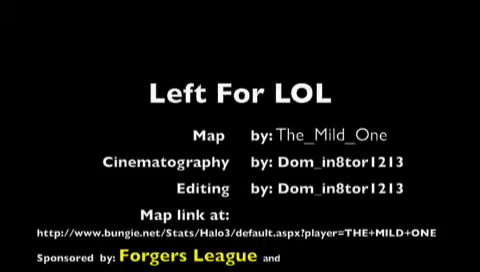 Left For LOL
Map by: The_Mild_One
Cinematography by: Dom_in8tor1213
Editing by: Dom_in8tor1213
Map link at:
http://www.bungie.net/Stats/Halo3/default.aspx?player=THE+MILD+ONE
Sponsored by: Forgers League and